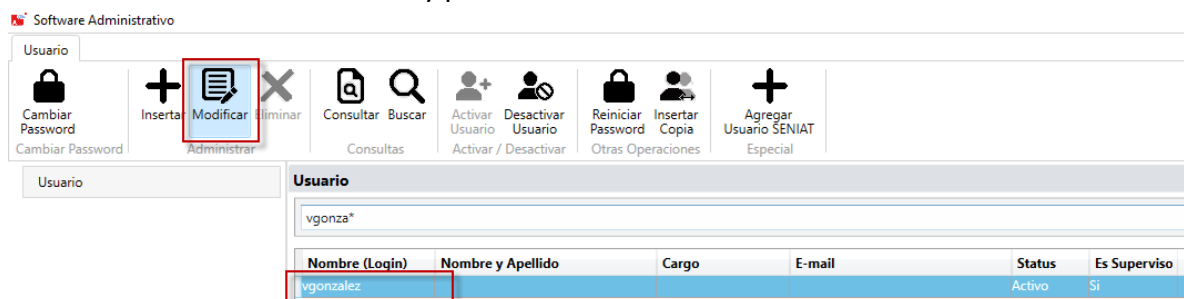 Software Administrativo
Usuario
Cambiar Password
Insertar
Modificar
Eliminar
Consultar
Buscar
Activar Usuario
Desactivar Usuario
Reiniciar Password
Insertar Copia
Agregar Usuario SENIAT
Cambiar Password
Administrar
Consultas
Activar / Desactivar
Otras Operaciones
Especial
Usuario
Usuario
vgonza*
Nombre (Login) Nombre y Apellido Cargo E-mail Status Es Superviso
vgonzalez Activo Si